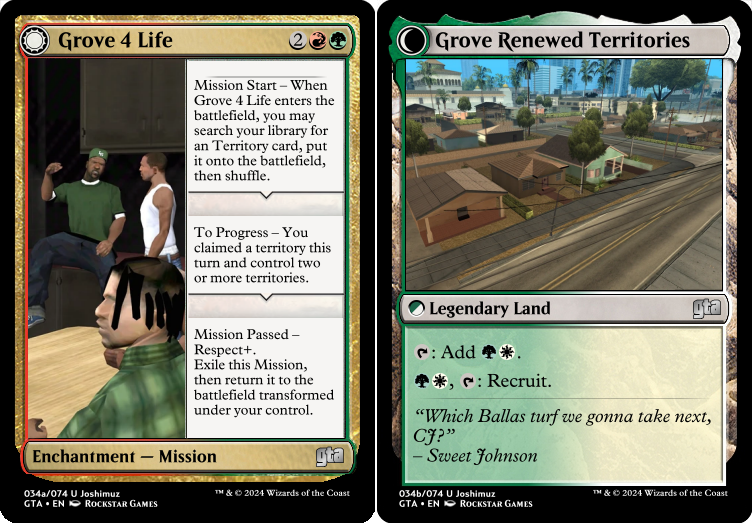 Grove 4 Life 2
Mission Start – When
Grove 4 Life enters the
battlefield, you may
search your library for
an Territory card, put
it onto the battlefield,
then shuffle.
To Progress – You
claimed a territory this
turn and control two
or more territories.
Mission Passed –
Respect+.
Exile this Mission,
then return it to the
battlefield transformed
under your control.
Enchantment — Mission gta
034a/074 U Joshimuz
GTA • EN Rockstar Games
™ & © 2024 Wizards of the Coast
Grove Renewed Territories
Legendary Land gta
: Add .
, : Recruit.
“Which Ballas turf we gonna take next,
CJ?”
– Sweet Johnson
034b/074 U Joshimuz
GTA • EN Rockstar Games
™ & © 2024 Wizards of the Coast